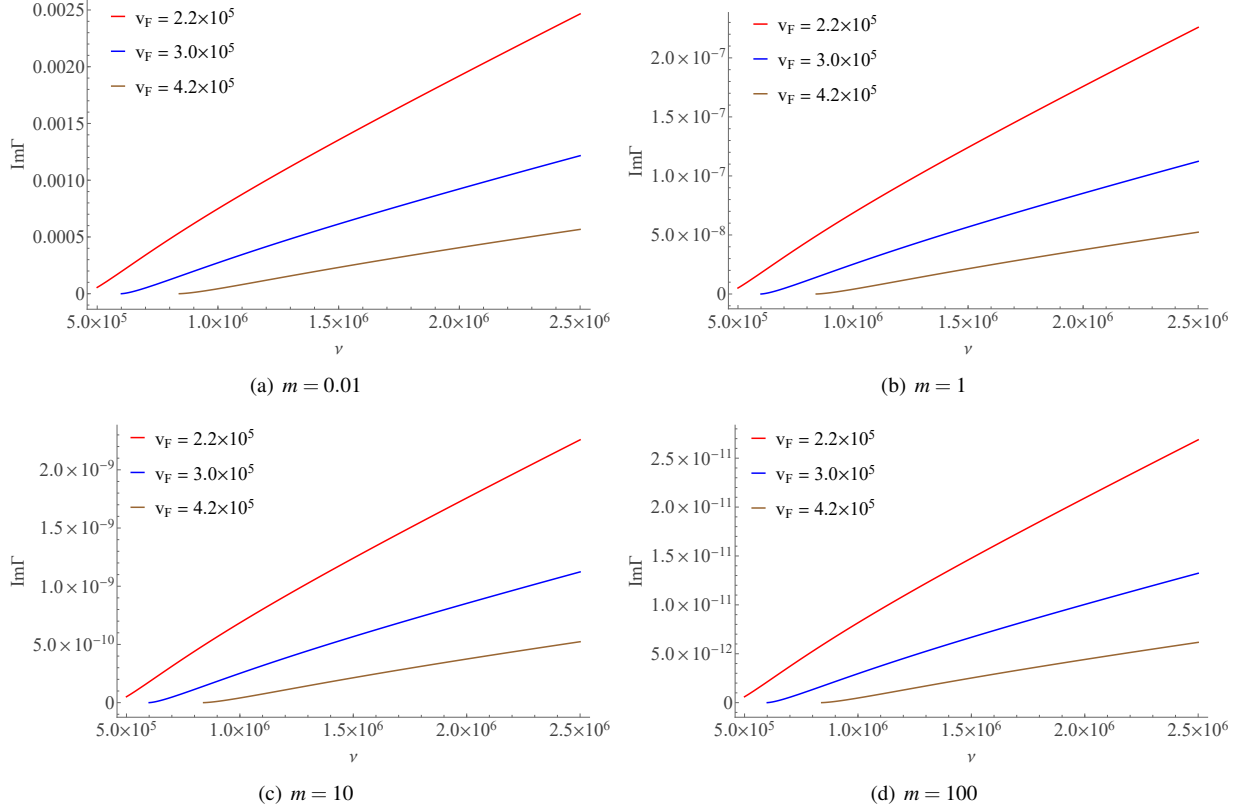 v_F = 2.2×10^5
v_F = 3.0×10^5
v_F = 4.2×10^5
0.0025
0.0020
0.0015
0.0010
0.0005
0
ImΓ
5.0×10^5 1.0×10^6 1.5×10^6 2.0×10^6 2.5×10^6
ν
(a) m = 0.01
v_F = 2.2×10^5
v_F = 3.0×10^5
v_F = 4.2×10^5
2.0×10^-7
1.5×10^-7
1.0×10^-7
5.0×10^-8
0
ImΓ
5.0×10^5 1.0×10^6 1.5×10^6 2.0×10^6 2.5×10^6
ν
(b) m = 1
v_F = 2.2×10^5
v_F = 3.0×10^5
v_F = 4.2×10^5
2.0×10^-9
1.5×10^-9
1.0×10^-9
5.0×10^-10
0
ImΓ
5.0×10^5 1.0×10^6 1.5×10^6 2.0×10^6 2.5×10^6
ν
(c) m = 10
v_F = 2.2×10^5
v_F = 3.0×10^5
v_F = 4.2×10^5
2.5×10^-11
2.0×10^-11
1.5×10^-11
1.0×10^-11
5.0×10^-12
0
ImΓ
5.0×10^5 1.0×10^6 1.5×10^6 2.0×10^6 2.5×10^6
ν
(d) m = 100